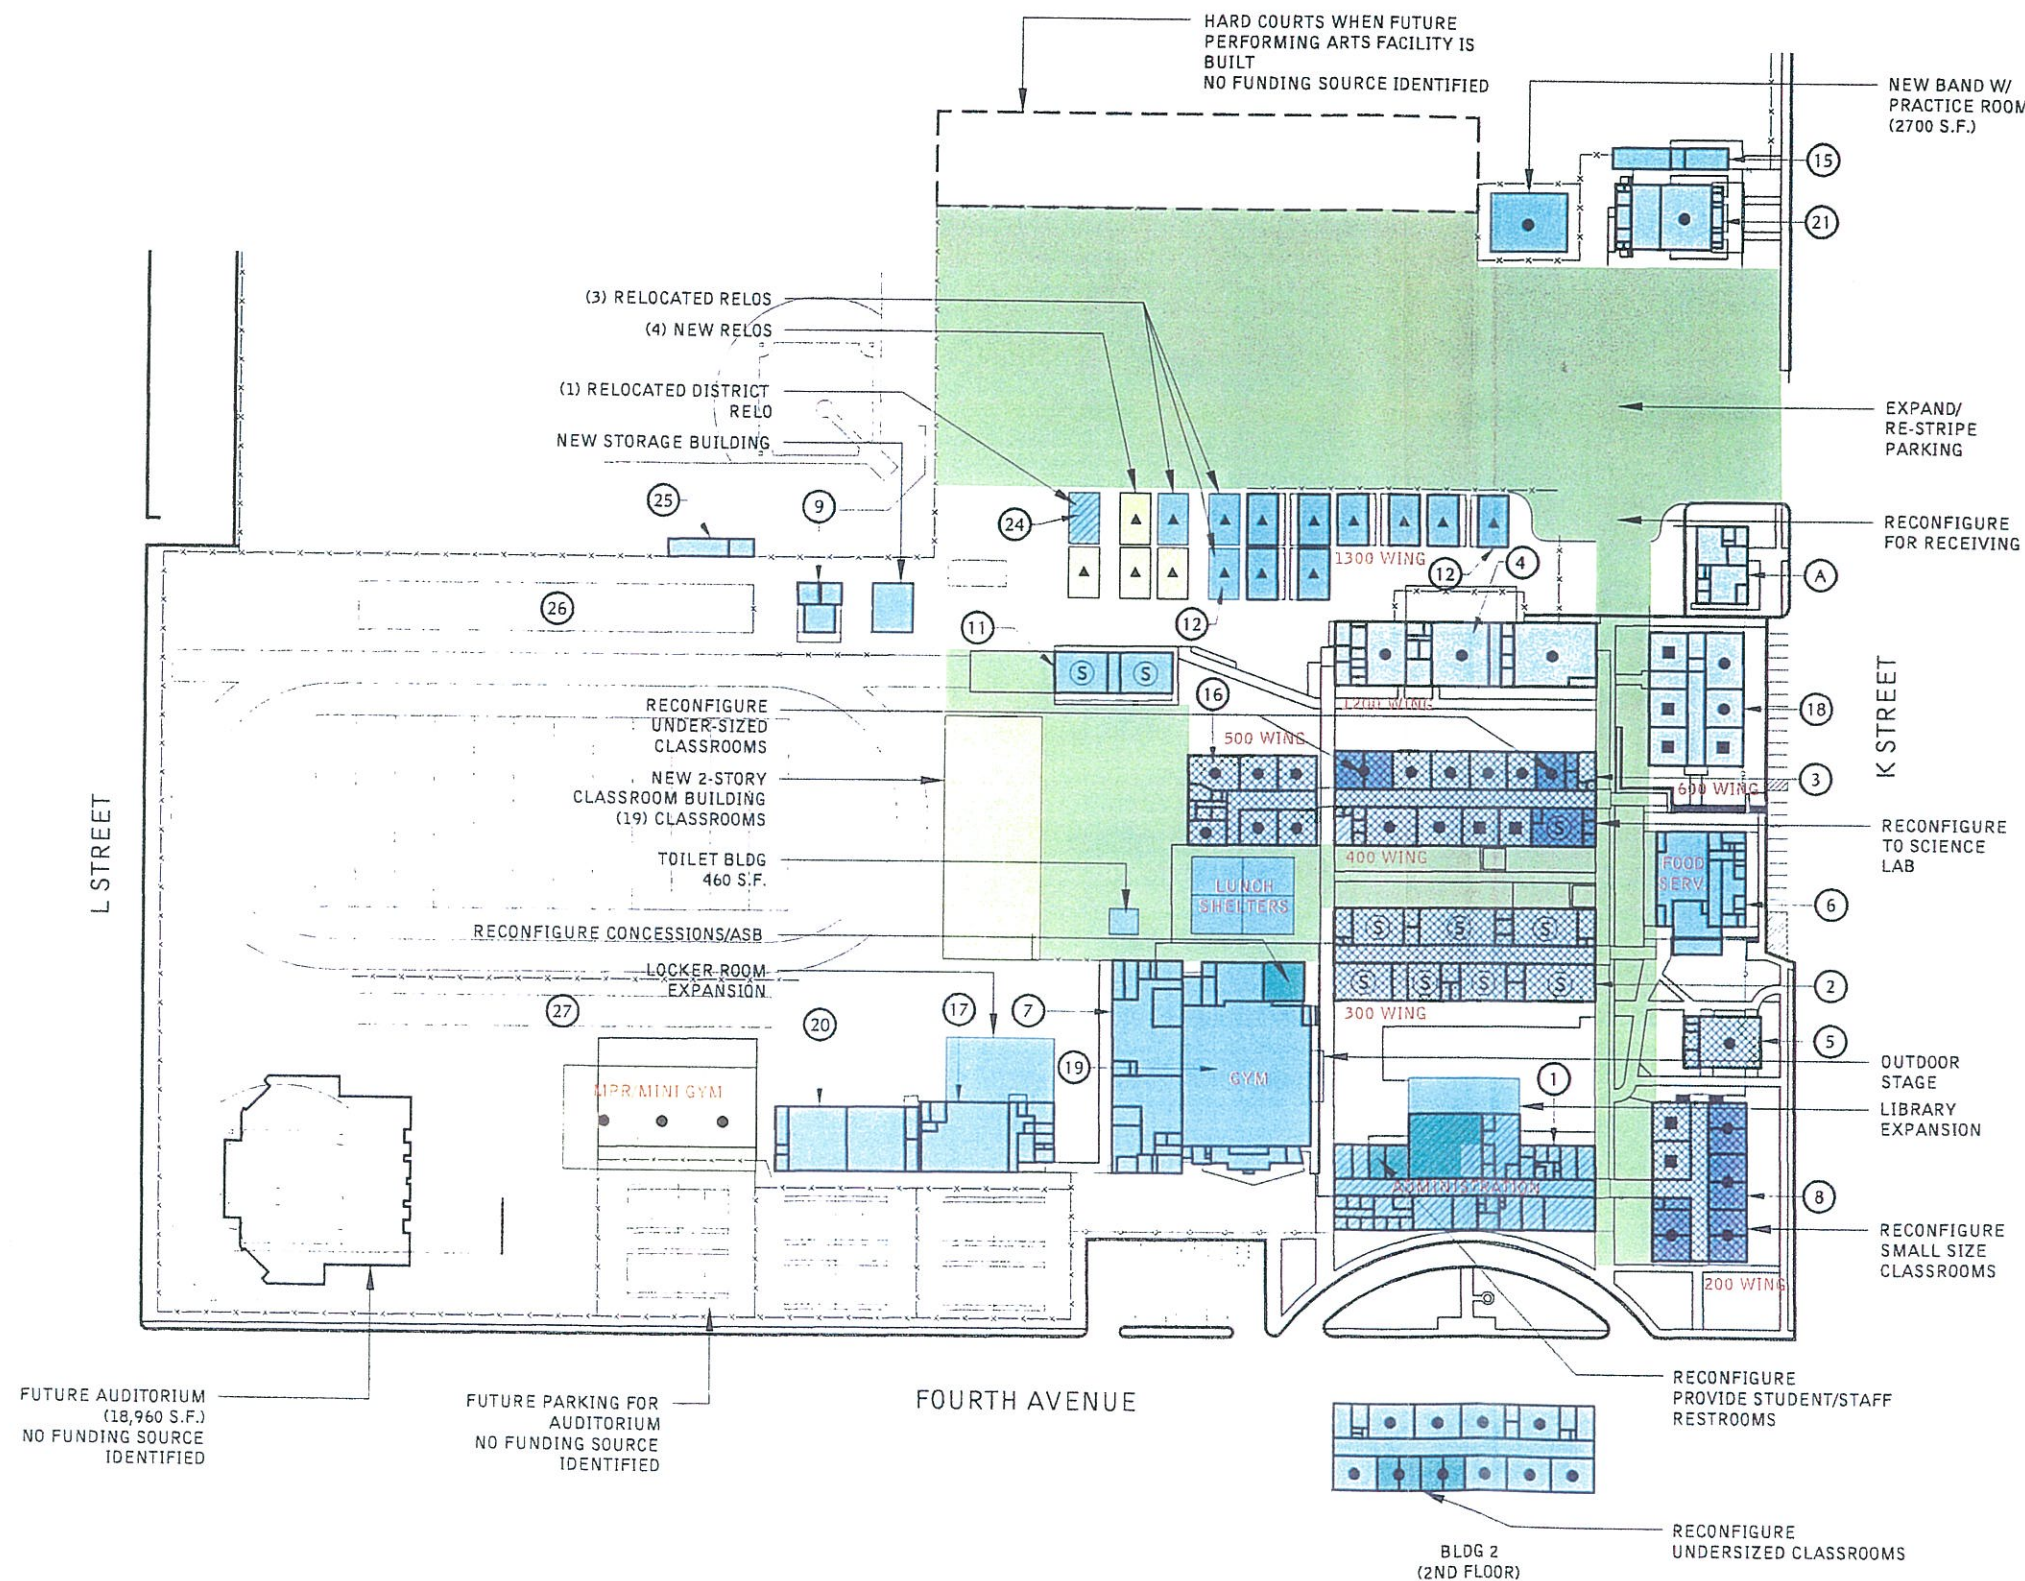 HARD COURTS WHEN FUTURE
PERFORMING ARTS FACILITY IS
BUILT
NO FUNDING SOURCE IDENTIFIED
NEW BAND W/
PRACTICE ROOM
(2700 S.F.)
15
21
(3) RELOCATED RELOS
(4) NEW RELOS
(1) RELOCATED DISTRICT
RELO
NEW STORAGE BUILDING
EXPAND/
RE-STRIPE
PARKING
25
9
24
RECONFIGURE
FOR RECEIVING
1300 WING
12
4
A
26
11
12
16
RECONFIGURE
UNDER-SIZED
CLASSROOMS
S
S
1200 WING
18
K STREET
500 WING
NEW 2-STORY
CLASSROOM BUILDING
(19) CLASSROOMS
3
600 WING
L STREET
S
RECONFIGURE
TO SCIENCE
LAB
400 WING
TOILET BLDG
460 S.F.
LUNCH
SHELTERS
FOOD
SERV
6
RECONFIGURE CONCESSIONS/ASB
S
S
S
LOCKER ROOM
EXPANSION
S
S
S
S
2
300 WING
27
20
17
7
5
19
GYM
1
OUTDOOR
STAGE
MPR/MINI GYM
LIBRARY
EXPANSION
ADMINISTRATION
8
RECONFIGURE
SMALL SIZE
CLASSROOMS
200 WING
FUTURE AUDITORIUM
(18,960 S.F.)
NO FUNDING SOURCE
IDENTIFIED
FUTURE PARKING FOR
AUDITORIUM
NO FUNDING SOURCE
IDENTIFIED
FOURTH AVENUE
RECONFIGURE
PROVIDE STUDENT/STAFF
RESTROOMS
RECONFIGURE
UNDERSIZED CLASSROOMS
BLDG 2
(2ND FLOOR)